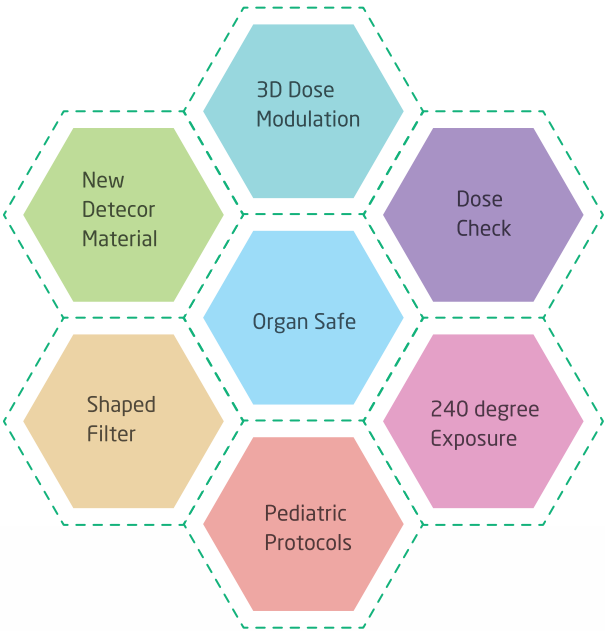 3D Dose
Modulation
New
Detecor
Material
Dose
Check
Organ Safe
Shaped
Filter
240 degree
Exposure
Pediatric
Protocols